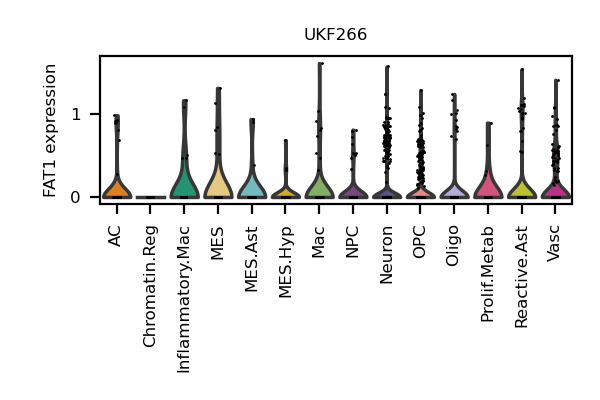 UKF266
FAT1 expression
1
0
AC
Chromatin.Reg
Inflammatory.Mac
MES
MES.Ast
MES.Hyp
Mac
NPC
Neuron
OPC
Oligo
Prolif.Metab
Reactive.Ast
Vasc